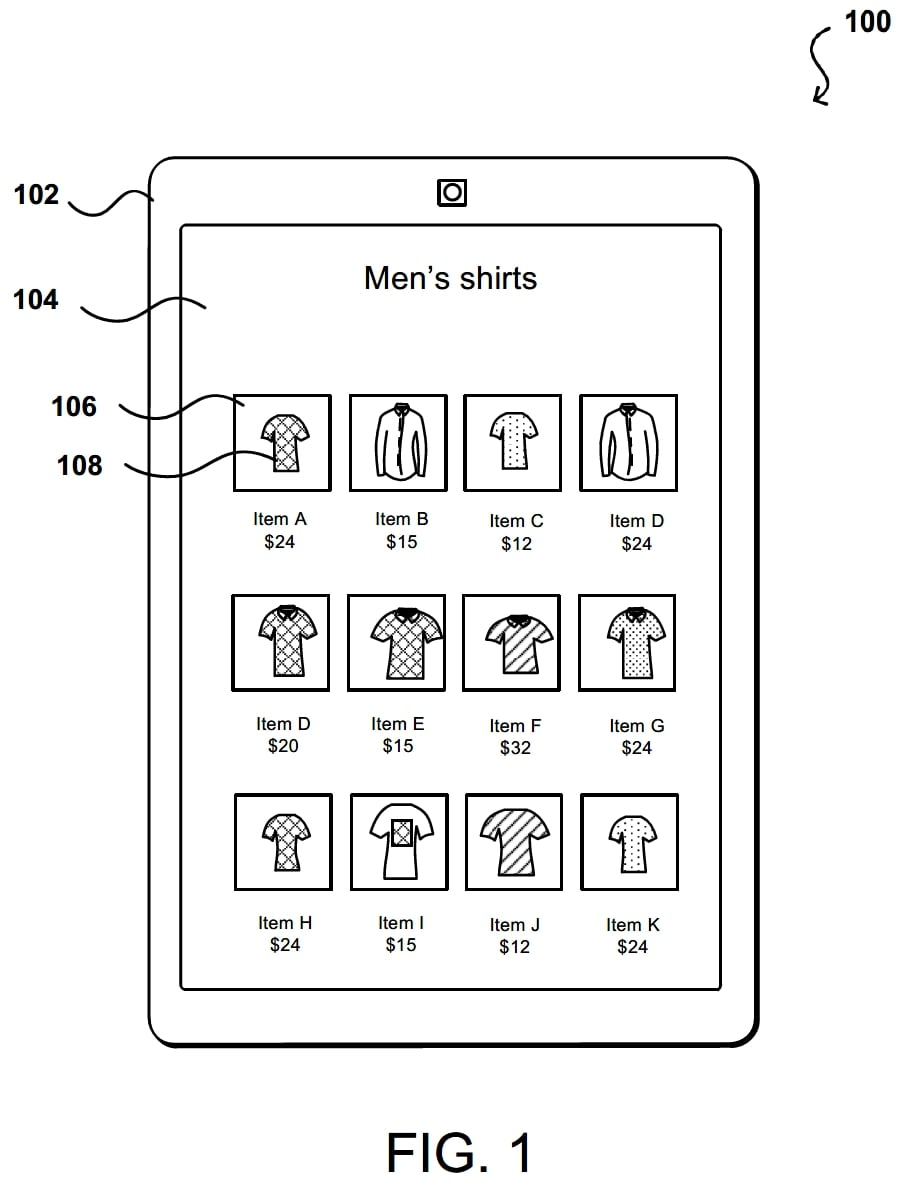 100
102
Men’s shirts
104
106
108
Item A Item B Item C Item D
$24 $15 $12 $24
Item D Item E Item F Item G
$20 $15 $32 $24
Item H Item I Item J Item K
$24 $15 $12 $24
FIG. 1